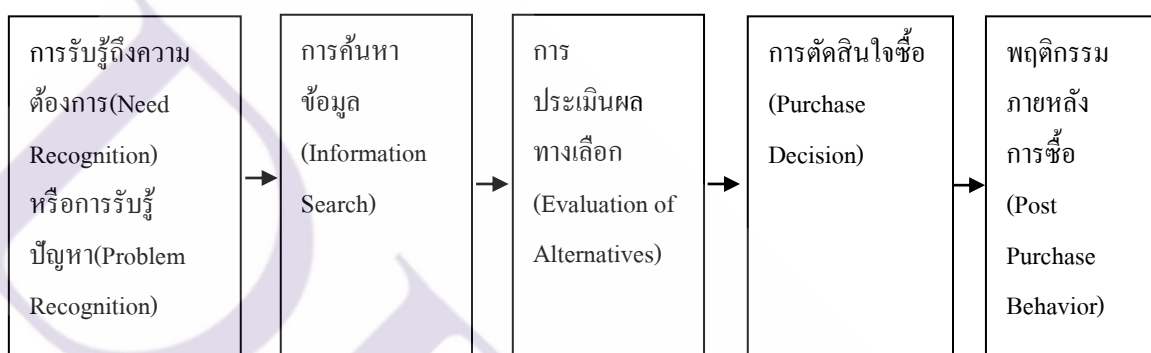 การรับรู้ถึงความ
ต้องการ(Need
Recognition)
หรือการรับรู้
ปัญหา(Problem
Recognition)
การค้นหา
ข้อมูล
(Information
Search)
การ
ประเมินผล
ทางเลือก
(Evaluation of
Alternatives)
การตัดสินใจซื้อ
(Purchase
Decision)
พฤติกรรม
ภายหลัง
การซื้อ
(Post
Purchase
Behavior)